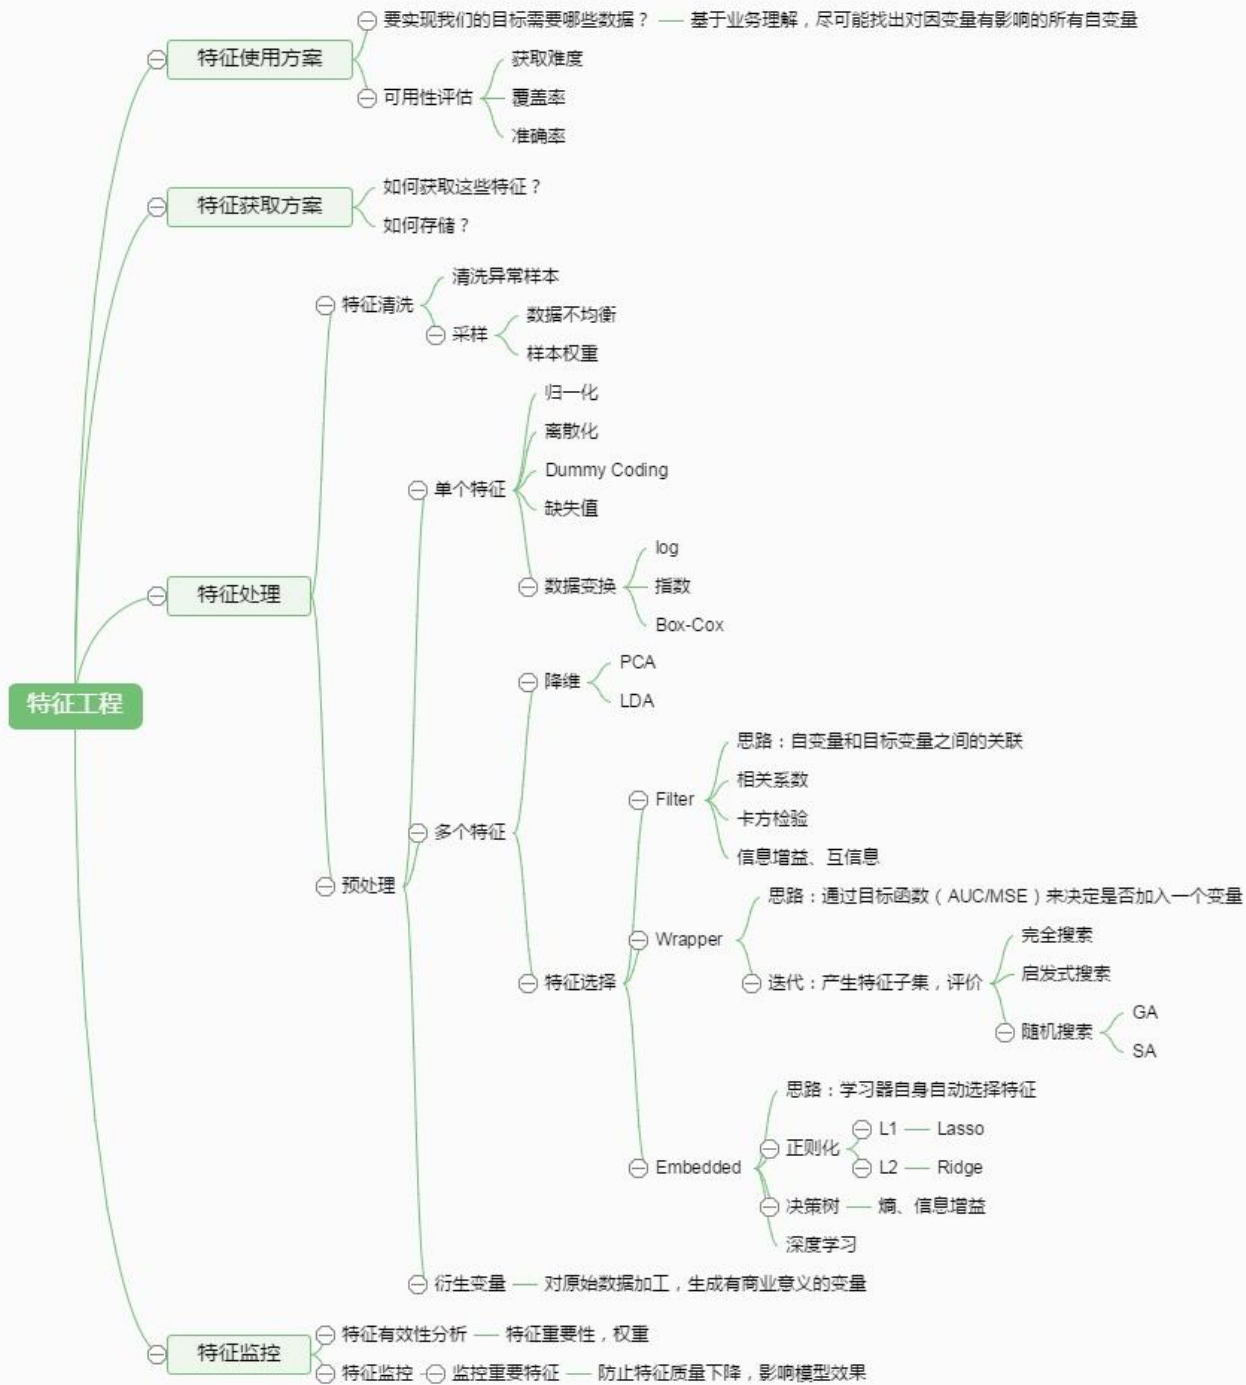 要实现我们的目标需要哪些数据？
基于业务理解，尽可能找出对因变量有影响的所有自变量
特征使用方案
获取难度
可用性评估
覆盖率
准确率
如何获取这些特征？
特征获取方案
如何存储？
清洗异常样本
特征清洗
数据不均衡
采样
样本权重
归一化
离散化
Dummy Coding
单个特征
缺失值
log
数据变换
指数
Box-Cox
特征处理
PCA
降维
LDA
特征工程
思路：自变量和目标变量之间的关联
相关系数
Filter
卡方检验
多个特征
信息增益、互信息
预处理
思路：通过目标函数（AUC/MSE）来决定是否加入一个变量
Wrapper
完全搜索
启发式搜索
特征选择
迭代：产生特征子集，评价
GA
随机搜索
SA
思路：学习器自身自动选择特征
L1
Lasso
正则化
Embedded
L2
Ridge
决策树
熵、信息增益
深度学习
衍生变量
对原始数据加工，生成有商业意义的变量
特征有效性分析
特征重要性，权重
特征监控
特征监控
监控重要特征
防止特征质量下降，影响模型效果